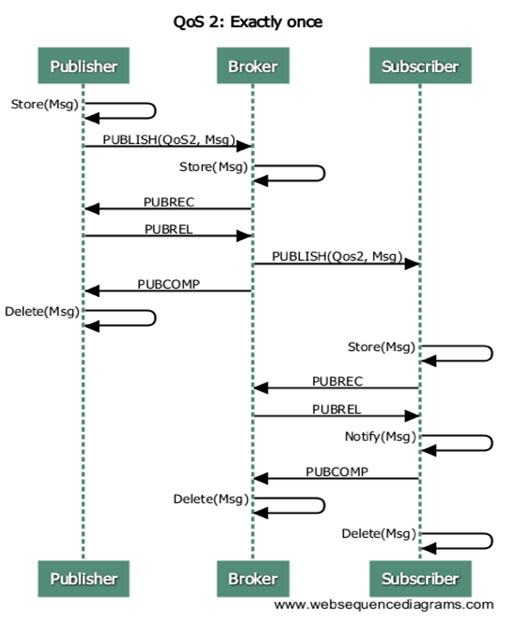 QoS 2: Exactly once
Publisher
Broker
Subscriber
Store(Msg)
PUBLISH(QoS2, Msg)
Store(Msg)
PUBREC
PUBREL
PUBLISH(Qos2, Msg)
PUBCOMP
Delete(Msg)
Store(Msg)
PUBREC
PUBREL
Notify(Msg)
PUBCOMP
Delete(Msg)
Delete(Msg)
Publisher
Broker
Subscriber
www.websequencediagrams.com